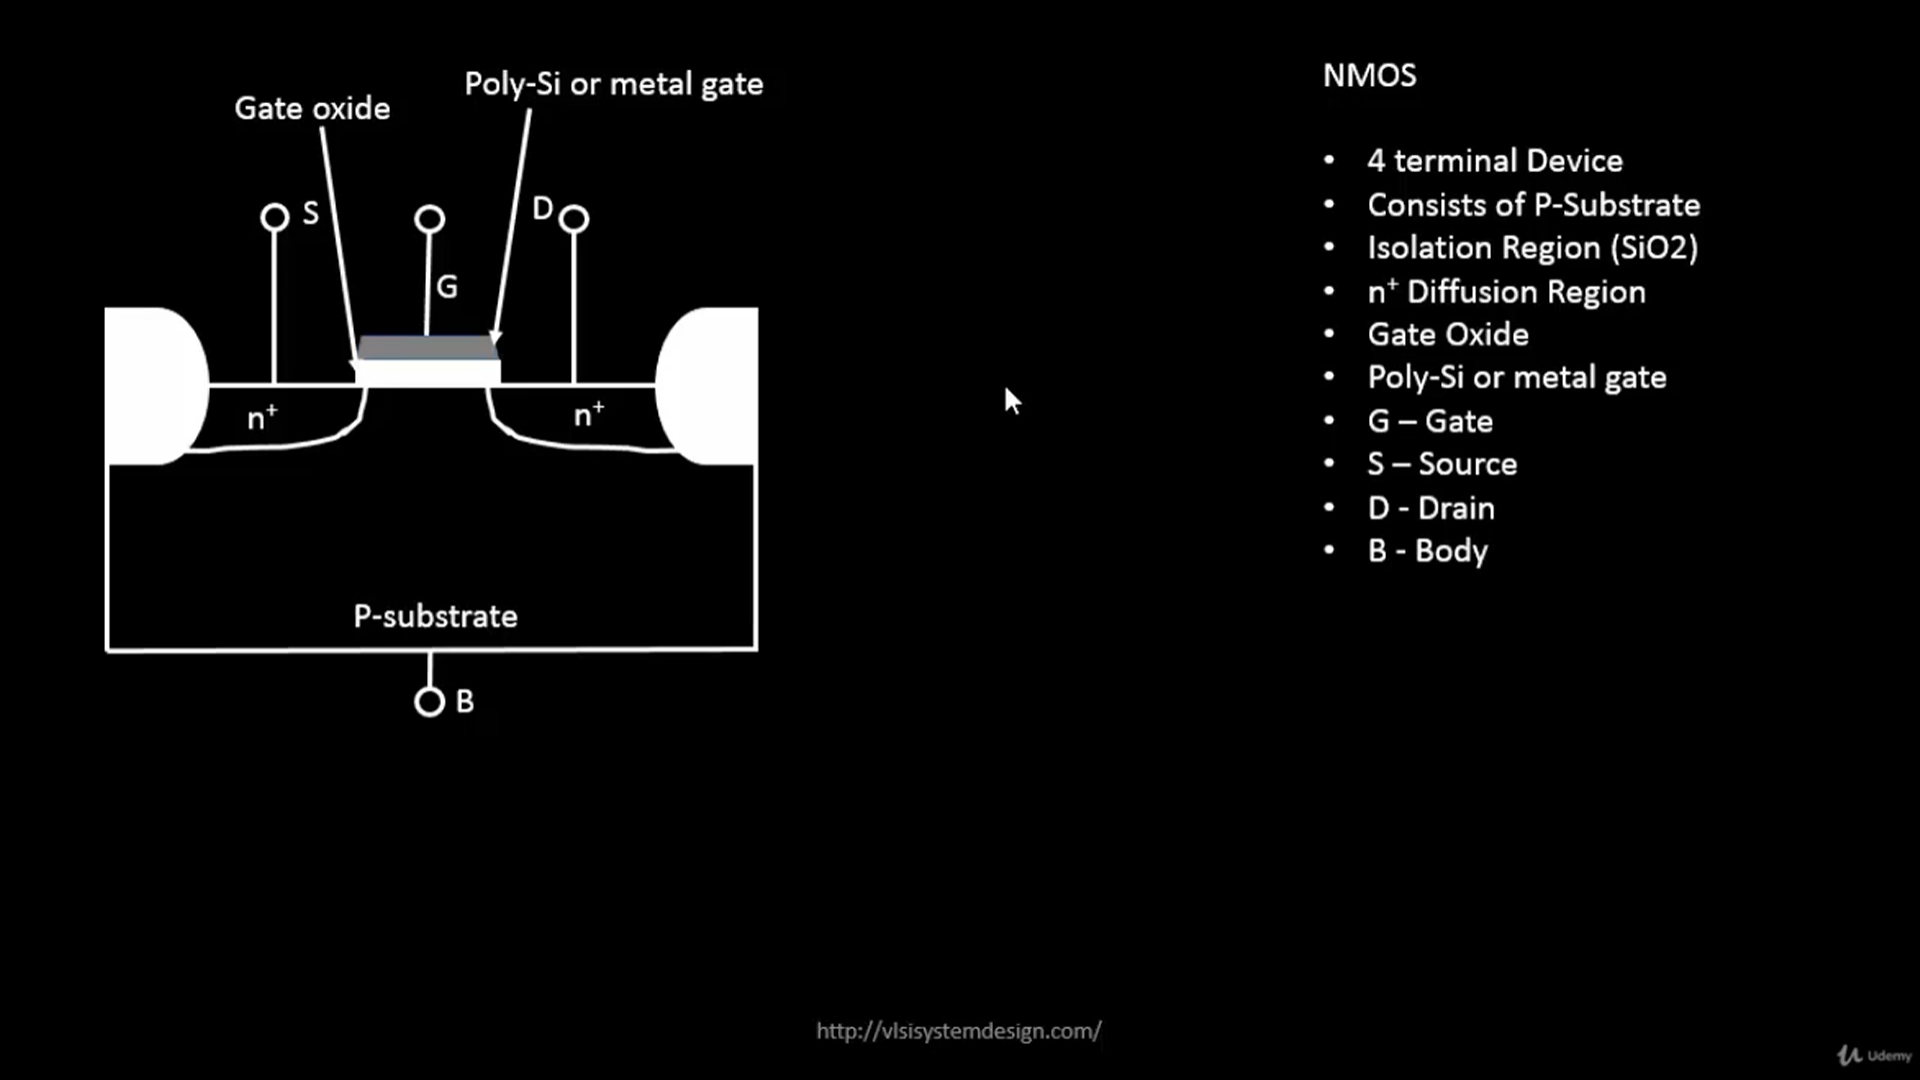 Gate oxide
Poly-Si or metal gate
S
G
D
n⁺
n⁺
P-substrate
B
NMOS
• 4 terminal Device
• Consists of P-Substrate
• Isolation Region (SiO2)
• n⁺ Diffusion Region
• Gate Oxide
• Poly-Si or metal gate
• G – Gate
• S – Source
• D - Drain
• B - Body
http://vlsisystemdesign.com/
Udemy